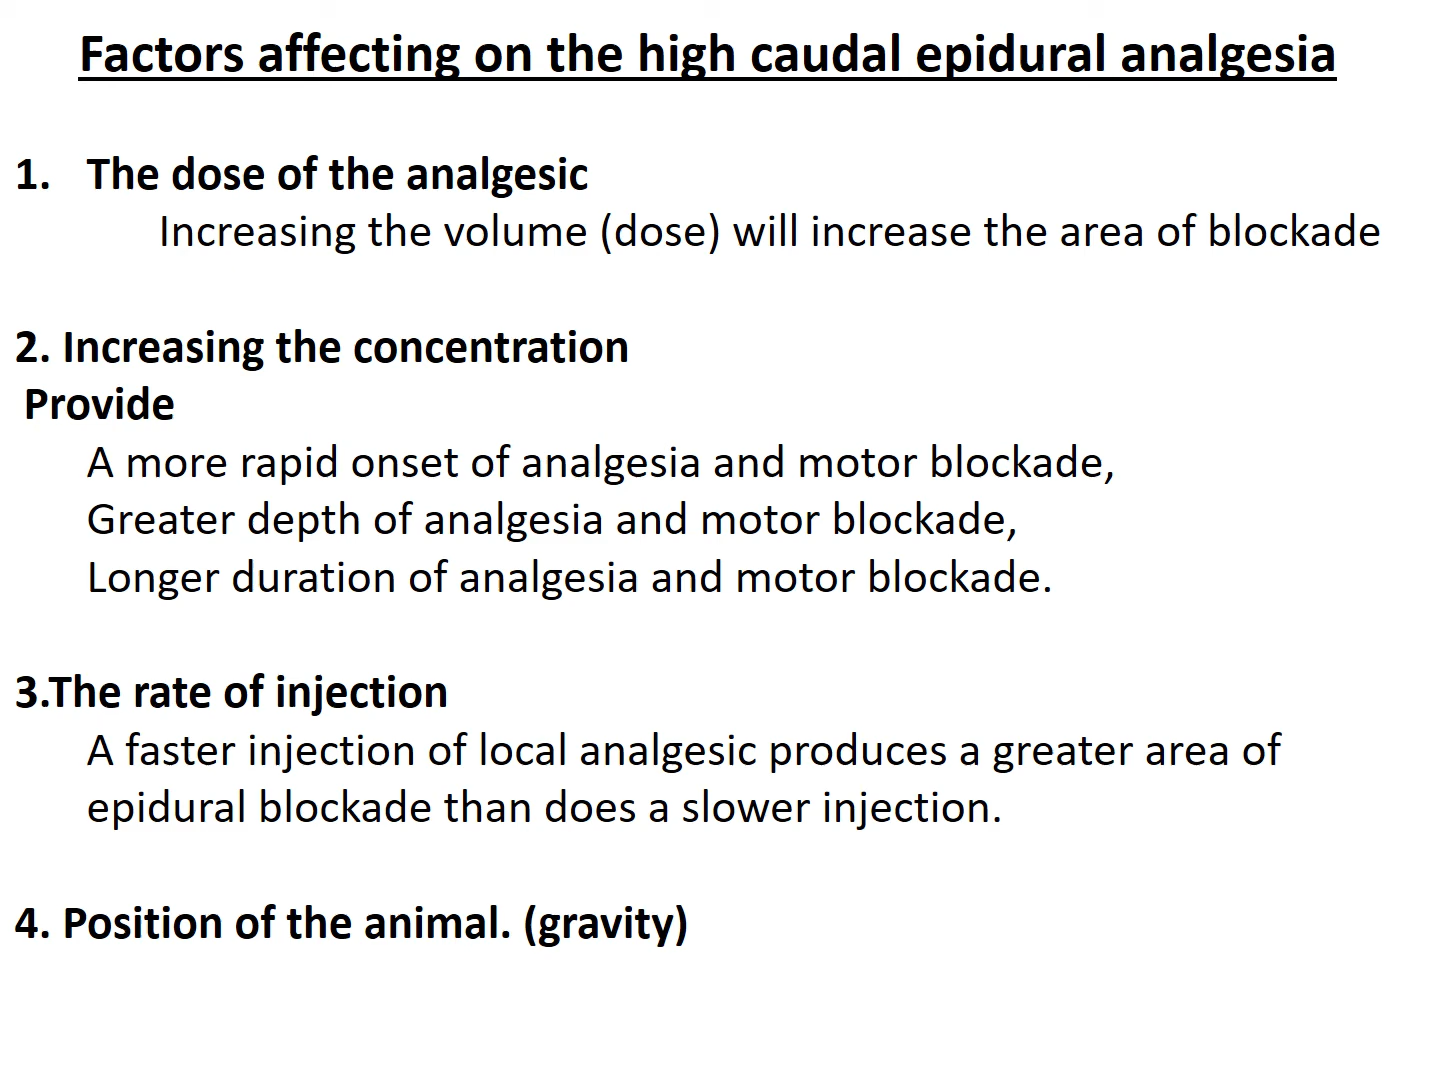 Factors affecting on the high caudal epidural analgesia
1. The dose of the analgesic
Increasing the volume (dose) will increase the area of blockade
2. Increasing the concentration
Provide
A more rapid onset of analgesia and motor blockade,
Greater depth of analgesia and motor blockade,
Longer duration of analgesia and motor blockade.
3.The rate of injection
A faster injection of local analgesic produces a greater area of
epidural blockade than does a slower injection.
4. Position of the animal. (gravity)